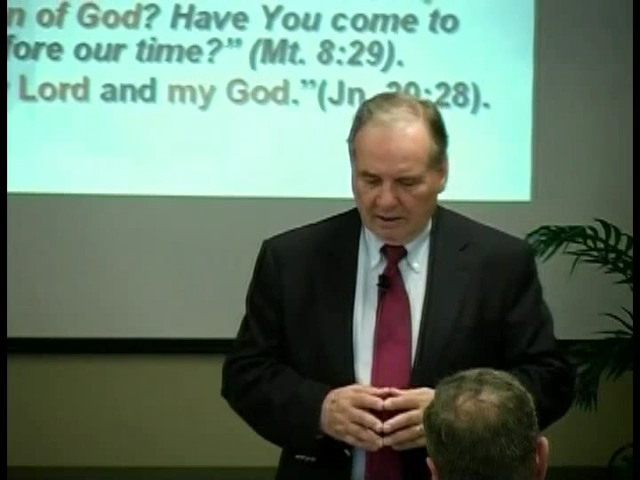 n of God? Have You come to
fore our time?” (Mt. 8:29).
Lord and my God.”(Jn. 20:28).